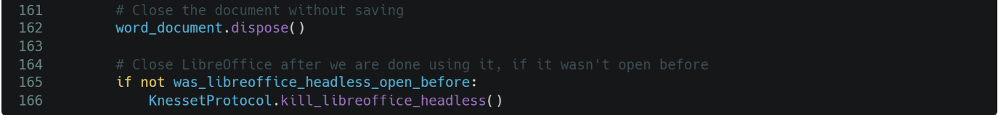 161        # Close the document without saving
162        word_document.dispose()
163
164        # Close LibreOffice after we are done using it, if it wasn't open before
165        if not was_libreoffice_headless_open_before:
166            KnessetProtocol.kill_libreoffice_headless()